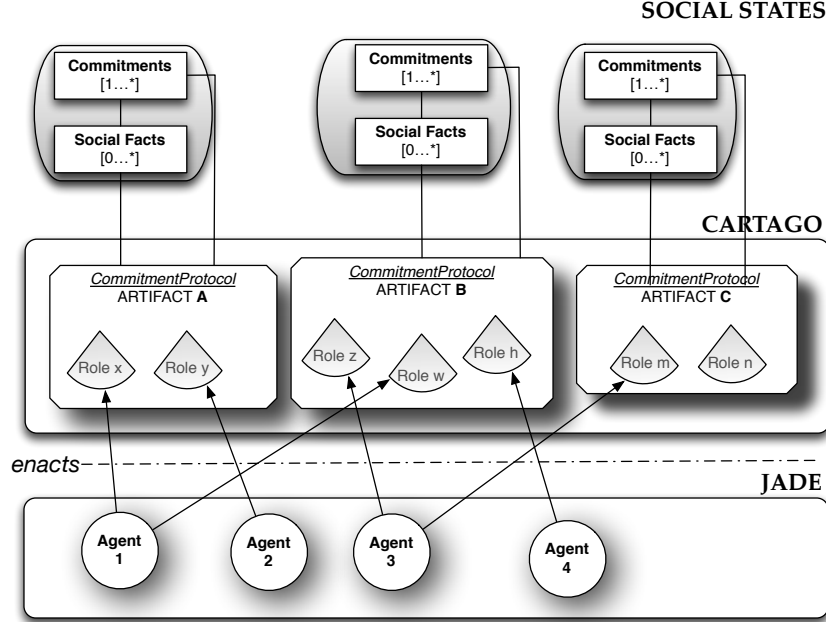 SOCIAL STATES
Commitments
[1...*]
Social Facts
[0...*]
Commitments
[1...*]
Social Facts
[0...*]
Commitments
[1...*]
Social Facts
[0...*]
CARTAGO
CommitmentProtocol
ARTIFACT A
Role x
Role y
CommitmentProtocol
ARTIFACT B
Role z
Role w
Role h
CommitmentProtocol
ARTIFACT C
Role m
Role n
enacts
JADE
Agent
1
Agent
2
Agent
3
Agent
4